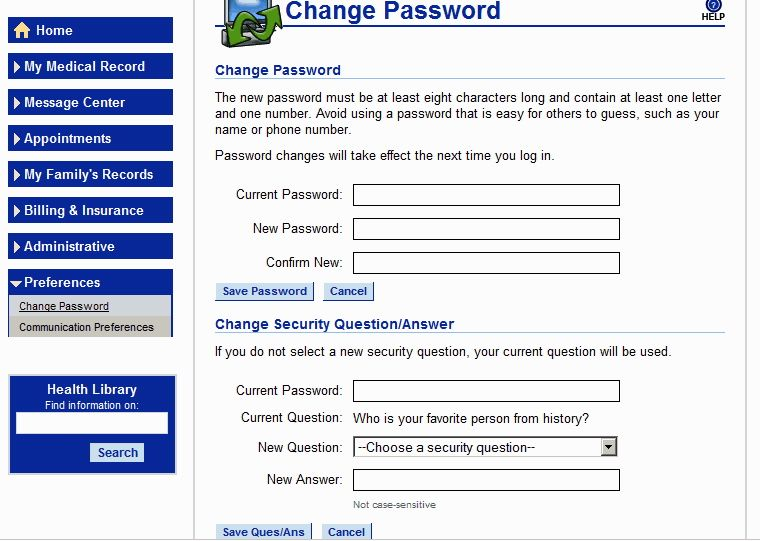 Change Password
HELP
Home
My Medical Record
Message Center
Appointments
My Family's Records
Billing & Insurance
Administrative
Preferences
Change Password
Communication Preferences
Health Library
Find information on:
Search
Change Password
The new password must be at least eight characters long and contain at least one letter
and one number. Avoid using a password that is easy for others to guess, such as your
name or phone number.
Password changes will take effect the next time you log in.
Current Password:
New Password:
Confirm New:
Save Password Cancel
Change Security Question/Answer
If you do not select a new security question, your current question will be used.
Current Password:
Current Question: Who is your favorite person from history?
New Question: --Choose a security question--
New Answer:
Not case-sensitive
Save Ques/Ans Cancel